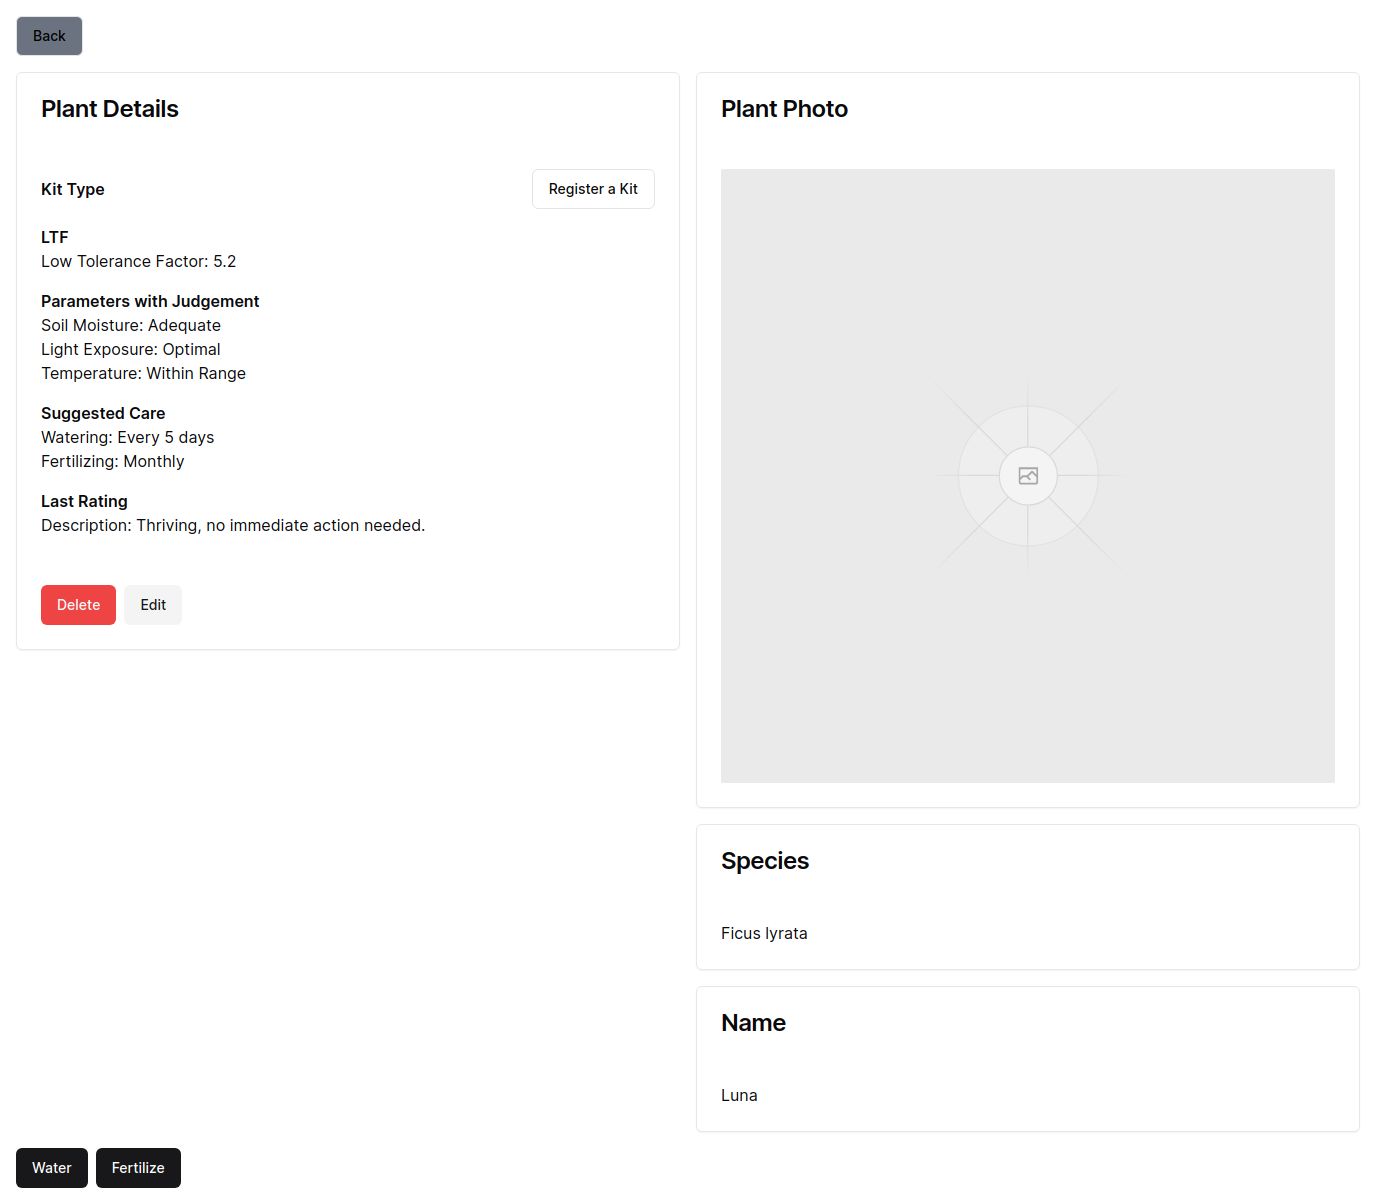 Back
Plant Details
Kit Type
Register a Kit
LTF
Low Tolerance Factor: 5.2
Parameters with Judgement
Soil Moisture: Adequate
Light Exposure: Optimal
Temperature: Within Range
Suggested Care
Watering: Every 5 days
Fertilizing: Monthly
Last Rating
Description: Thriving, no immediate action needed.
Delete
Edit
Plant Photo
Species
Ficus lyrata
Name
Luna
Water
Fertilize